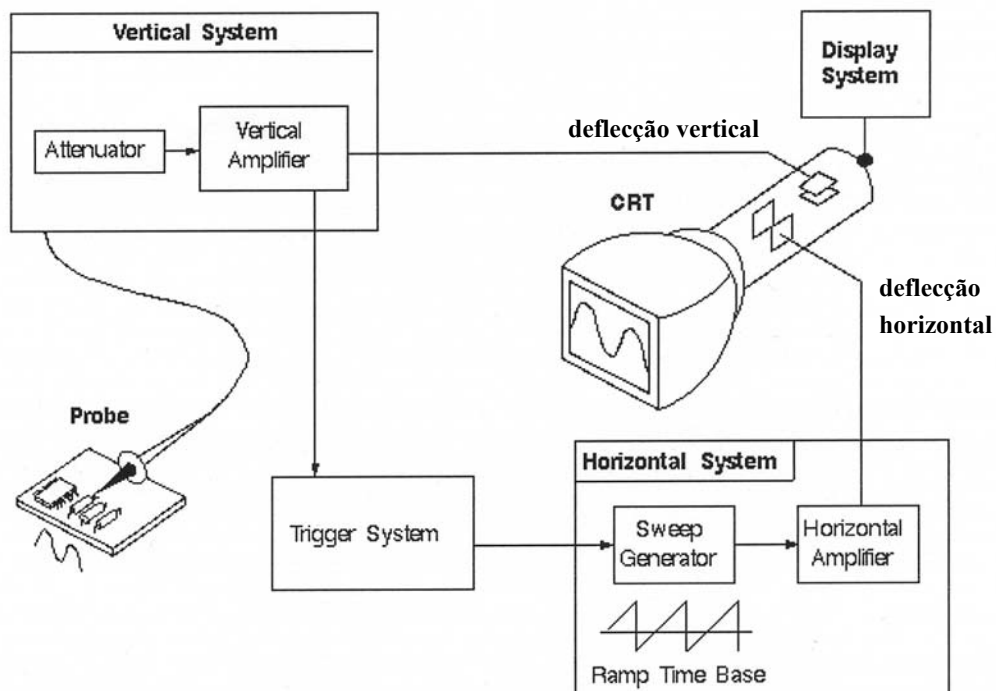 Vertical System
Display
System
Attenuator
Vertical
Amplifier
deflecção vertical
CRT
deflecção
horizontal
Probe
Trigger System
Horizontal System
Sweep
Generator
Horizontal
Amplifier
Ramp Time Base